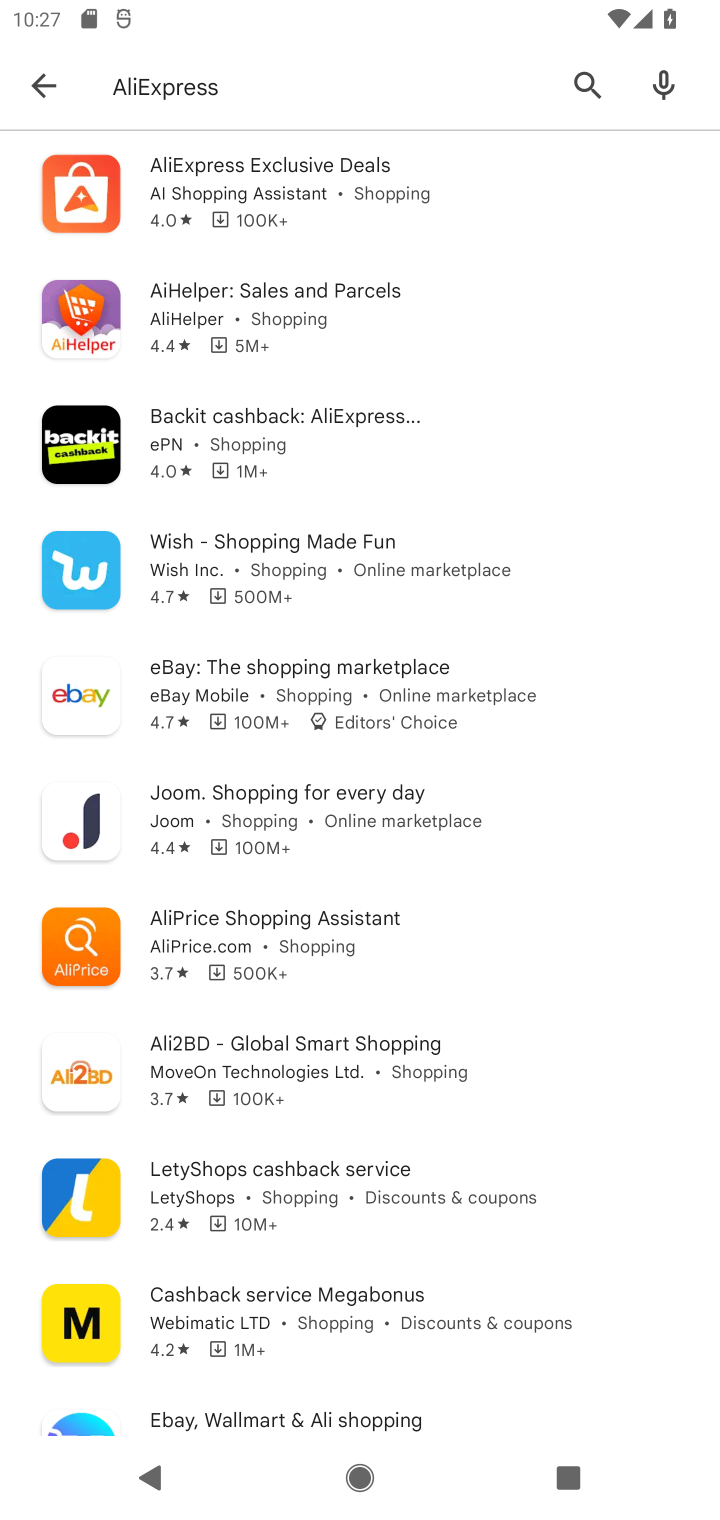 10:27
AliExpress
AliExpress Exclusive Deals
AI Shopping Assistant • Shopping
4.0★ 100K+
AiHelper
AiHelper: Sales and Parcels
AliHelper • Shopping
4.4★ 5M+
backit
cashback
Backit cashback: AliExpress...
ePN • Shopping
4.0★ 1M+
Wish - Shopping Made Fun
Wish Inc. • Shopping • Online marketplace
4.7★ 500M+
ebay
eBay: The shopping marketplace
eBay Mobile • Shopping • Online marketplace
4.7★ 100M+ Editors' Choice
Joom. Shopping for every day
Joom • Shopping • Online marketplace
4.4★ 100M+
AliPrice
AliPrice Shopping Assistant
AliPrice.com • Shopping
3.7★ 500K+
Ali2BD
Ali2BD - Global Smart Shopping
MoveOn Technologies Ltd. • Shopping
3.7★ 100K+
LetyShops cashback service
LetyShops • Shopping • Discounts & coupons
2.4★ 10M+
M
Cashback service Megabonus
Webimatic LTD • Shopping • Discounts & coupons
4.2★ 1M+
Ebay, Wallmart & Ali shopping